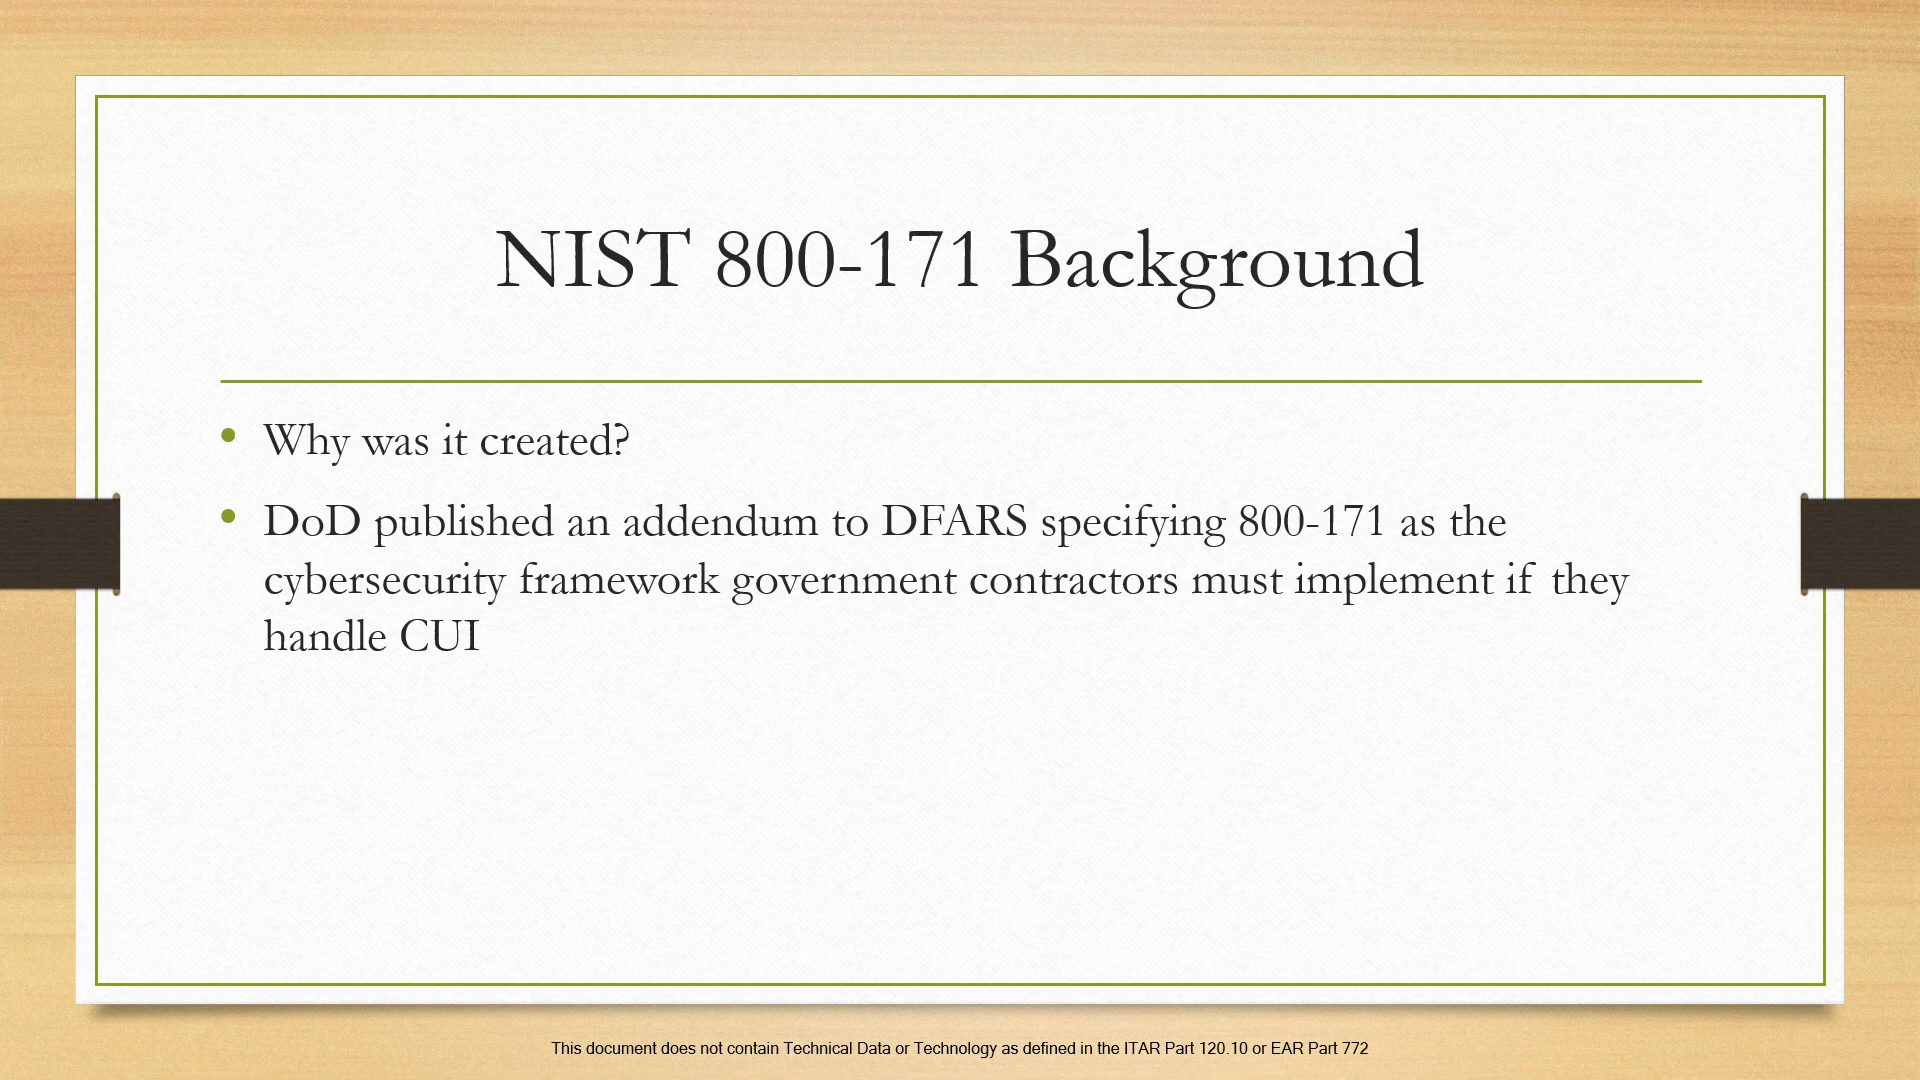 NIST 800-171 Background
• Why was it created?
• DoD published an addendum to DFARS specifying 800-171 as the
cybersecurity framework government contractors must implement if they
handle CUI
This document does not contain Technical Data or Technology as defined in the ITAR Part 120.10 or EAR Part 772